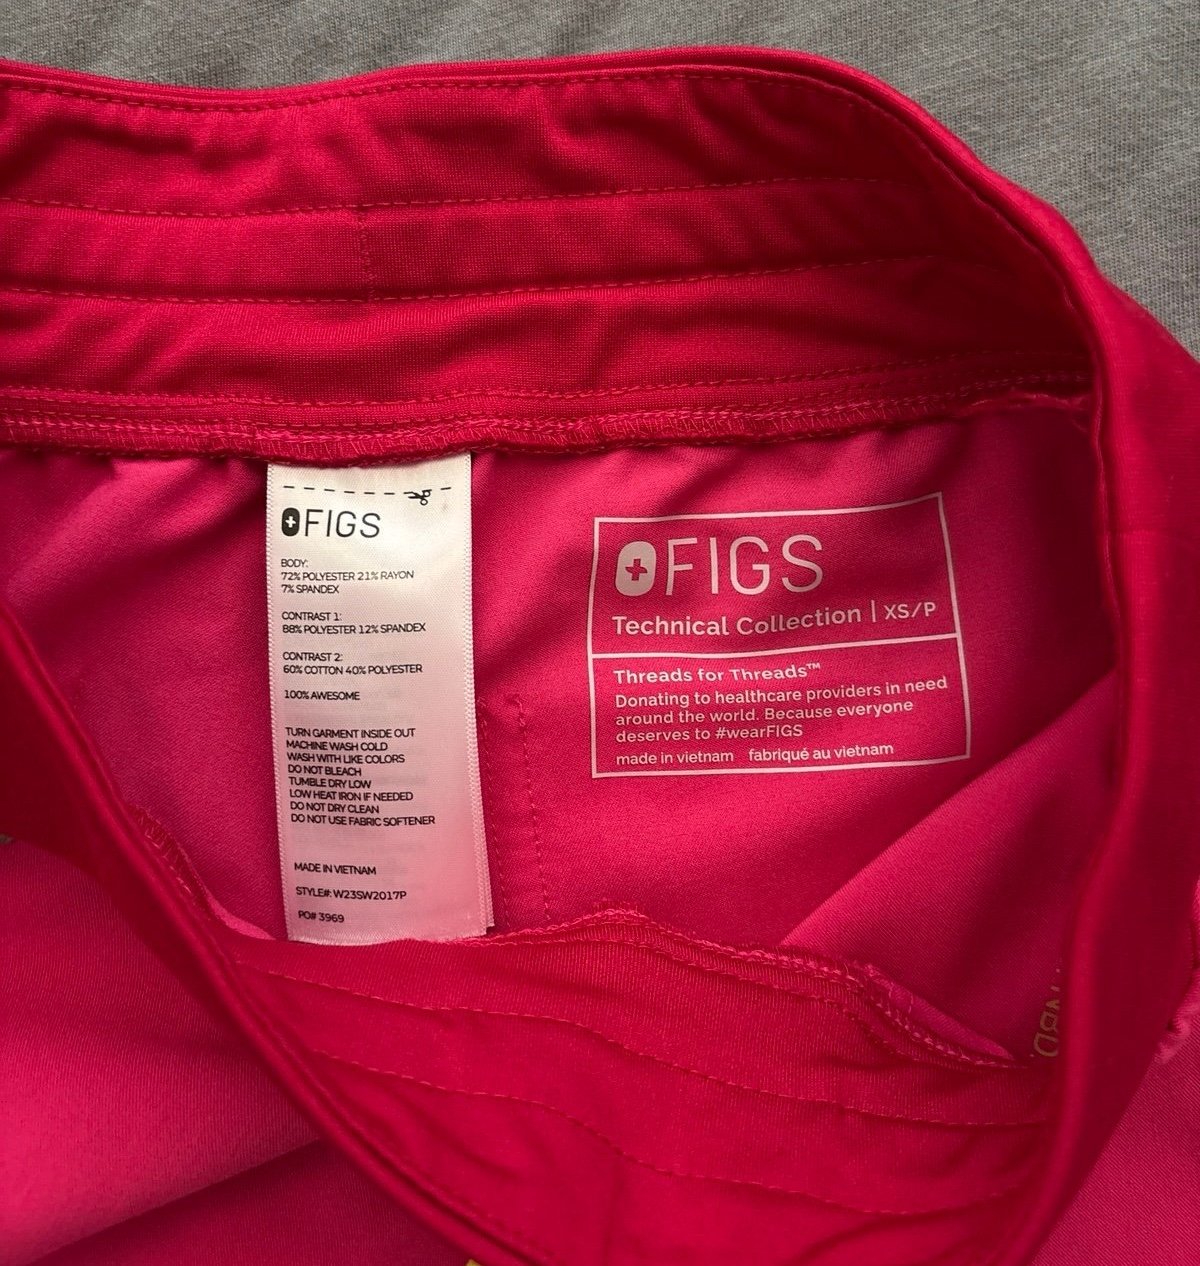 FIGS
BODY:
72% POLYESTER 21% RAYON
7% SPANDEX
CONTRAST 1:
88% POLYESTER 12% SPANDEX
CONTRAST 2:
60% COTTON 40% POLYESTER
100% AWESOME
TURN GARMENT INSIDE OUT
MACHINE WASH COLD
WASH WITH LIKE COLORS
DO NOT BLEACH
TUMBLE DRY LOW
LOW HEAT IRON IF NEEDED
DO NOT DRY CLEAN
DO NOT USE FABRIC SOFTENER
MADE IN VIETNAM
STYLE#: W23SW2017P
PO# 3969
FIGS
Technical Collection | XS/P
Threads for Threads™
Donating to healthcare providers in need
around the world. Because everyone
deserves to #wearFIGS
made in vietnam fabriqué au vietnam